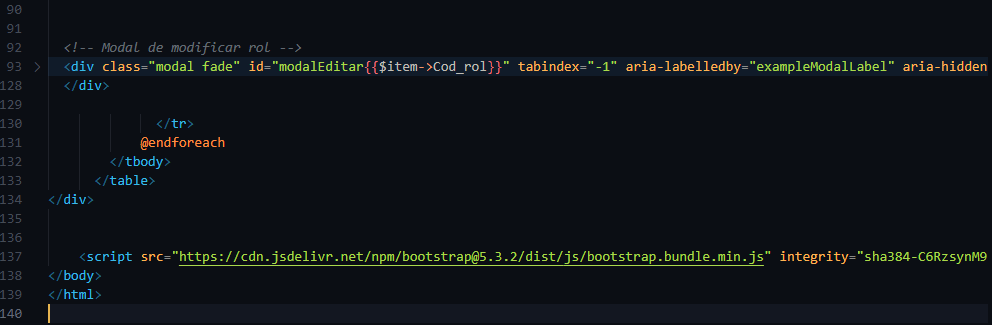 90
91
92 <!-- Modal de modificar rol -->
93 <div class="modal fade" id="modalEditar{{$item->Cod_rol}}" tabindex="-1" aria-labelledby="exampleModalLabel" aria-hidden
128 </div>
129
130 </tr>
131 @endforeach
132 </tbody>
133 </table>
134 </div>
135
136
137 <script src="https://cdn.jsdelivr.net/npm/bootstrap@5.3.2/dist/js/bootstrap.bundle.min.js" integrity="sha384-C6RzsynM9
138 </body>
139 </html>
140